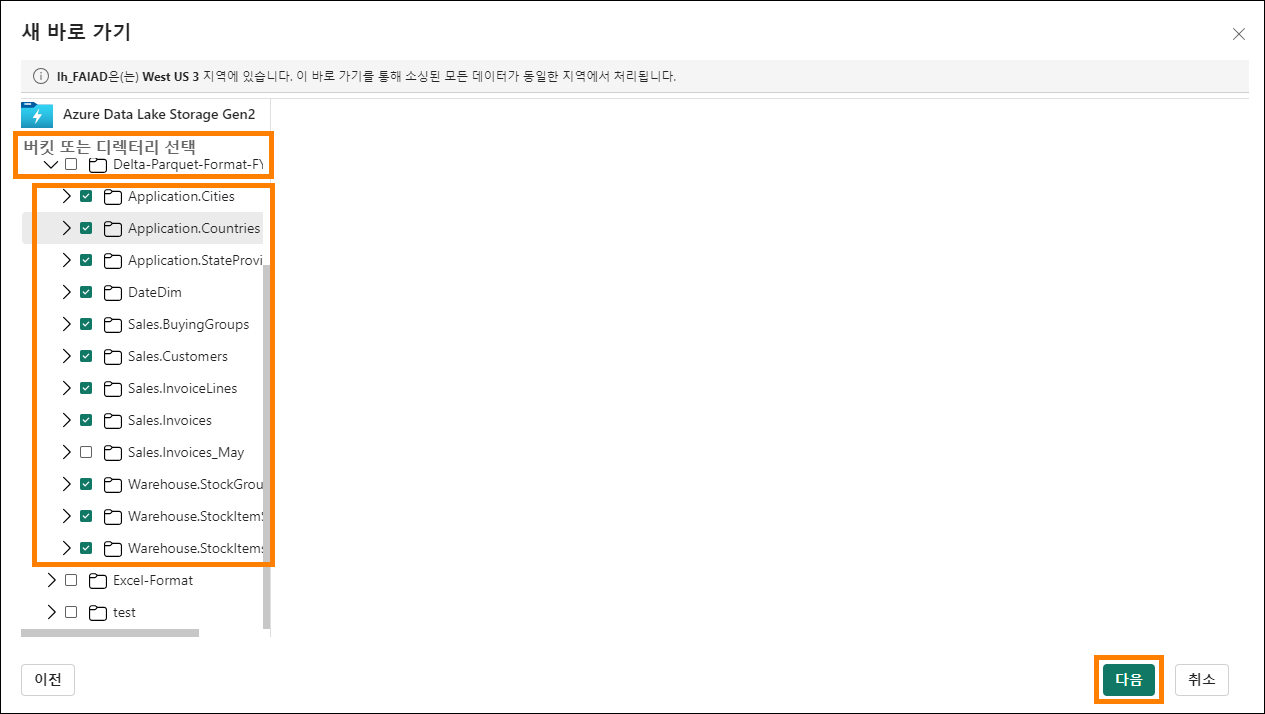 새 바로 가기
lh_FAIAD은(는) West US 3 지역에 있습니다. 이 바로 가기를 통해 소싱된 모든 데이터가 동일한 지역에서 처리됩니다.
Azure Data Lake Storage Gen2
버킷 또는 디렉터리 선택
Delta-Parquet-Format-FY
Application.Cities
Application.Countries
Application.StateProvi
DateDim
Sales.BuyingGroups
Sales.Customers
Sales.InvoiceLines
Sales.Invoices
Sales.Invoices_May
Warehouse.StockGrou
Warehouse.StockItemS
Warehouse.StockItems
Excel-Format
test
이전
다음
취소